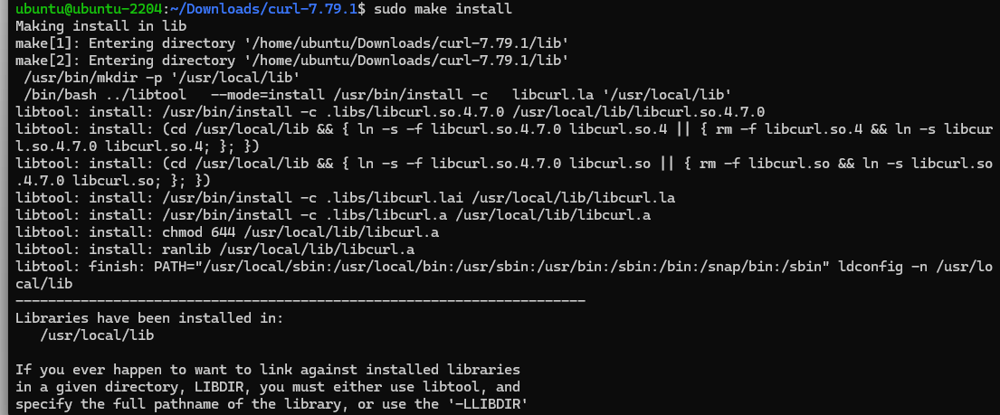 ubuntu@ubuntu-2204:~/Downloads/curl-7.79.1$ sudo make install
Making install in lib
make[1]: Entering directory '/home/ubuntu/Downloads/curl-7.79.1/lib'
make[2]: Entering directory '/home/ubuntu/Downloads/curl-7.79.1/lib'
 /usr/bin/mkdir -p '/usr/local/lib'
 /bin/bash ../libtool   --mode=install /usr/bin/install -c   libcurl.la '/usr/local/lib'
libtool: install: /usr/bin/install -c .libs/libcurl.so.4.7.0 /usr/local/lib/libcurl.so.4.7.0
libtool: install: (cd /usr/local/lib && { ln -s -f libcurl.so.4.7.0 libcurl.so.4 || { rm -f libcurl.so.4 && ln -s libcur
l.so.4.7.0 libcurl.so.4; }; })
libtool: install: (cd /usr/local/lib && { ln -s -f libcurl.so.4.7.0 libcurl.so || { rm -f libcurl.so && ln -s libcurl.so
.4.7.0 libcurl.so; }; })
libtool: install: /usr/bin/install -c .libs/libcurl.lai /usr/local/lib/libcurl.la
libtool: install: /usr/bin/install -c .libs/libcurl.a /usr/local/lib/libcurl.a
libtool: install: chmod 644 /usr/local/lib/libcurl.a
libtool: install: ranlib /usr/local/lib/libcurl.a
libtool: finish: PATH="/usr/local/sbin:/usr/local/bin:/usr/sbin:/usr/bin:/sbin:/bin:/snap/bin:/sbin" ldconfig -n /usr/lo
cal/lib
----------------------------------------------------------------------
Libraries have been installed in:
   /usr/local/lib

If you ever happen to want to link against installed libraries
in a given directory, LIBDIR, you must either use libtool, and
specify the full pathname of the library, or use the '-LLIBDIR'